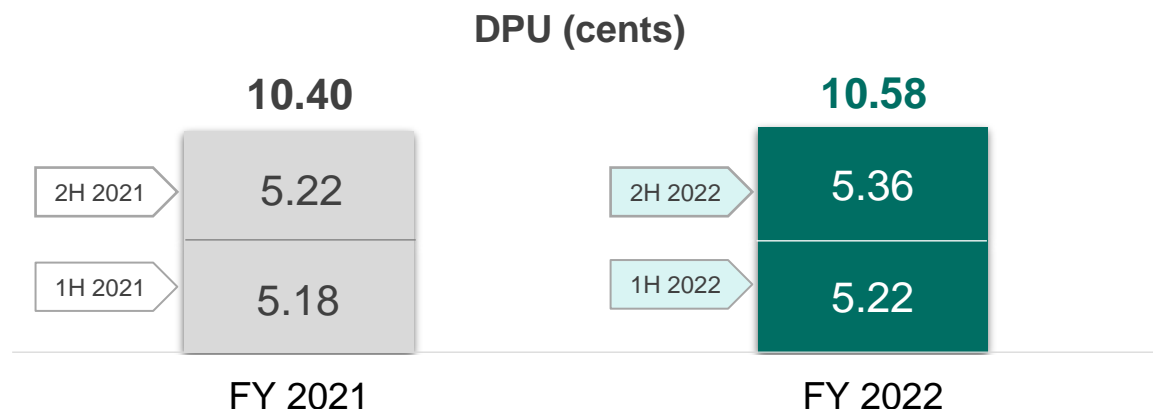 DPU (cents)
10.40
10.58
2H 2021
5.22
2H 2022
5.36
1H 2021
5.18
1H 2022
5.22
FY 2021
FY 2022